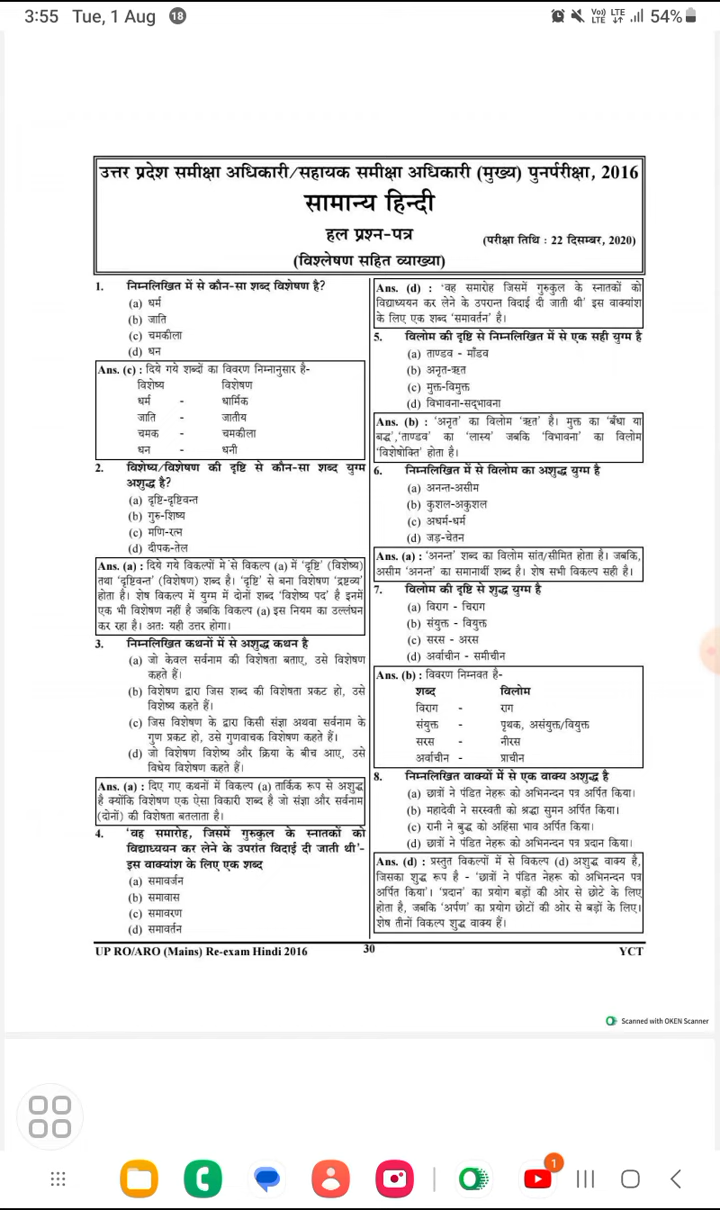 3:55 Tue, 1 Aug 18
Vo) LTE LTE 54%
उत्तर प्रदेश समीक्षा अधिकारी/सहायक समीक्षा अधिकारी (मुख्य) पुनर्परीक्षा, 2016
सामान्य हिन्दी
हल प्रश्न-पत्र
(परीक्षा तिथि : 22 दिसम्बर, 2020)
(विश्लेषण सहित व्याख्या)
1. निम्नलिखित में से कौन-सा शब्द विशेषण है?
(a) धर्म
(b) जाति
(c) चमकीला
(d) धन
Ans. (c) : दिये गये शब्दों का विवरण निम्नानुसार है-
विशेष्य विशेषण
धर्म - धार्मिक
जाति - जातीय
चमक - चमकीला
धन - धनी
2. विशेष्य/विशेषण की दृष्टि से कौन-सा शब्द युग्म
अशुद्ध है?
(a) दृष्टि-दृष्टिवन्त
(b) गुरु-शिष्य
(c) मणि-रत्न
(d) दीपक-तेल
Ans. (a) : दिये गये विकल्पों में से विकल्प (a) में 'दृष्टि' (विशेष्य)
तथा 'दृष्टिवन्त' (विशेषण) शब्द है। 'दृष्टि' से बना विशेषण 'द्रष्टव्य'
होता है। शेष विकल्प में युग्म में दोनों शब्द 'विशेष्य पद' है इनमें
एक भी विशेषण नहीं है जबकि विकल्प (a) इस नियम का उल्लंघन
कर रहा है। अतः यही उत्तर होगा।
3. निम्नलिखित कथनों में से अशुद्ध कथन है
(a) जो केवल सर्वनाम की विशेषता बताए, उसे विशेषण
कहते हैं।
(b) विशेषण द्वारा जिस शब्द की विशेषता प्रकट हो, उसे
विशेष्य कहते हैं।
(c) जिस विशेषण के द्वारा किसी संज्ञा अथवा सर्वनाम के
गुण प्रकट हो, उसे गुणवाचक विशेषण कहते हैं।
(d) जो विशेषण विशेष्य और क्रिया के बीच आए, उसे
विधेय विशेषण कहते हैं।
Ans. (a) : दिए गए कथनों में विकल्प (a) तार्किक रूप से अशुद्ध
है क्योंकि विशेषण एक ऐसा विकारी शब्द है जो संज्ञा और सर्वनाम
(दोनों) की विशेषता बतलाता है।
4. 'वह समारोह, जिसमें गुरुकुल के स्नातकों को
विद्याध्ययन कर लेने के उपरांत विदाई दी जाती थी'-
इस वाक्यांश के लिए एक शब्द
(a) समावर्जन
(b) समावास
(c) समावरण
(d) समावर्तन
Ans. (d) : 'वह समारोह जिसमें गुरुकुल के स्नातकों को
विद्याध्ययन कर लेने के उपरान्त विदाई दी जाती थी' इस वाक्यांश
के लिए एक शब्द 'समावर्तन' है।
5. विलोम की दृष्टि से निम्नलिखित में से एक सही युग्म है
(a) ताण्डव - माँडव
(b) अनृत-ऋत
(c) मुक्त-विमुक्त
(d) विभावना-सद्भावना
Ans. (b) : 'अनृत' का विलोम 'ऋत' है। मुक्त का 'बँधा या
बद्ध','ताण्डव' का 'लास्य' जबकि 'विभावना' का विलोम
'विशेषोक्ति' होता है।
6. निम्नलिखित में से विलोम का अशुद्ध युग्म है
(a) अनन्त-असीम
(b) कुशल-अकुशल
(c) अधर्म-धर्म
(d) जड़-चेतन
Ans. (a) : 'अनन्त' शब्द का विलोम सांत/सीमित होता है। जबकि,
असीम 'अनन्त' का समानार्थी शब्द है। शेष सभी विकल्प सही है।
7. विलोम की दृष्टि से शुद्ध युग्म है
(a) विराग - चिराग
(b) संयुक्त - वियुक्त
(c) सरस - अरस
(d) अर्वाचीन - समीचीन
Ans. (b) : विवरण निम्नवत है-
शब्द विलोम
विराग - राग
संयुक्त - पृथक, असंयुक्त/वियुक्त
सरस - नीरस
अर्वाचीन - प्राचीन
8. निम्नलिखित वाक्यों में से एक वाक्य अशुद्ध है
(a) छात्रों ने पंडित नेहरू को अभिनन्दन पत्र अर्पित किया।
(b) महादेवी ने सरस्वती को श्रद्धा सुमन अर्पित किया।
(c) रानी ने बुद्ध को अहिंसा भाव अर्पित किया।
(d) छात्रों ने पंडित नेहरू को अभिनन्दन पत्र प्रदान किया।
Ans. (d) : प्रस्तुत विकल्पों में से विकल्प (d) अशुद्ध वाक्य है,
जिसका शुद्ध रूप है - 'छात्रों ने पंडित नेहरू को अभिनन्दन पत्र
अर्पित किया'। 'प्रदान' का प्रयोग बड़ों की ओर से छोटे के लिए
होता है, जबकि 'अर्पण' का प्रयोग छोटों की ओर से बड़ों के लिए।
शेष तीनों विकल्प शुद्ध वाक्य हैं।
UP RO/ARO (Mains) Re-exam Hindi 2016 30 YCT
Scanned with OKEN Scanner
1